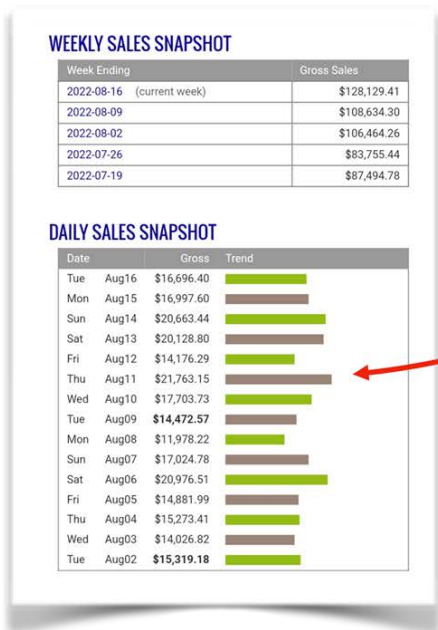 WEEKLY SALES SNAPSHOT
Week Ending Gross Sales
2022-08-16 (current week) $128,129.41
2022-08-09 $108,634.30
2022-08-02 $106,464.26
2022-07-26 $83,755.44
2022-07-19 $87,494.78
DAILY SALES SNAPSHOT
Date Gross Trend
Tue Aug16 $16,696.40
Mon Aug15 $16,997.60
Sun Aug14 $20,663.44
Sat Aug13 $20,128.80
Fri Aug12 $14,176.29
Thu Aug11 $21,763.15
Wed Aug10 $17,703.73
Tue Aug09 $14,472.57
Mon Aug08 $11,978.22
Sun Aug07 $17,024.78
Sat Aug06 $20,976.51
Fri Aug05 $14,881.99
Thu Aug04 $15,273.41
Wed Aug03 $14,026.82
Tue Aug02 $15,319.18